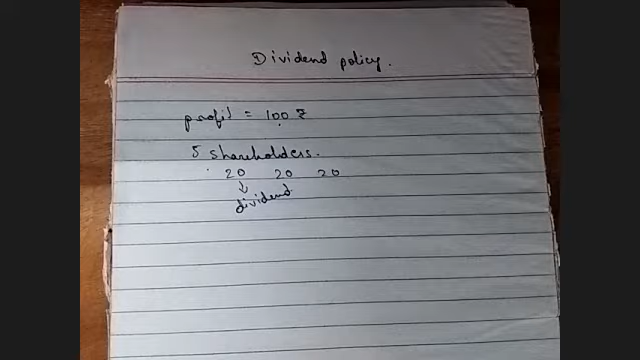 Dividend policy.
profit = 100 ₹
5 shareholders.
20 20 20
↓
dividend